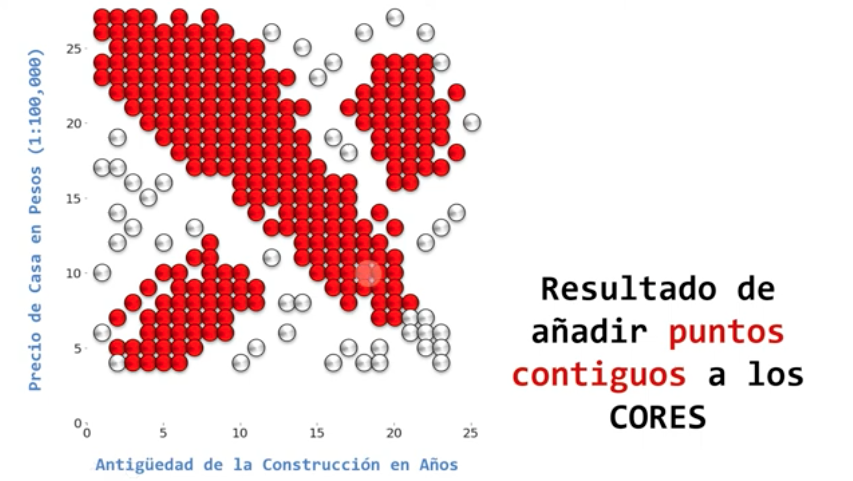 Precio de Casa en Pesos (1:100,000)
25
20
15
10
5
0
0 5 10 15 20 25
Antigüedad de la Construcción en Años
Resultado de
añadir puntos
contiguos a los
CORES